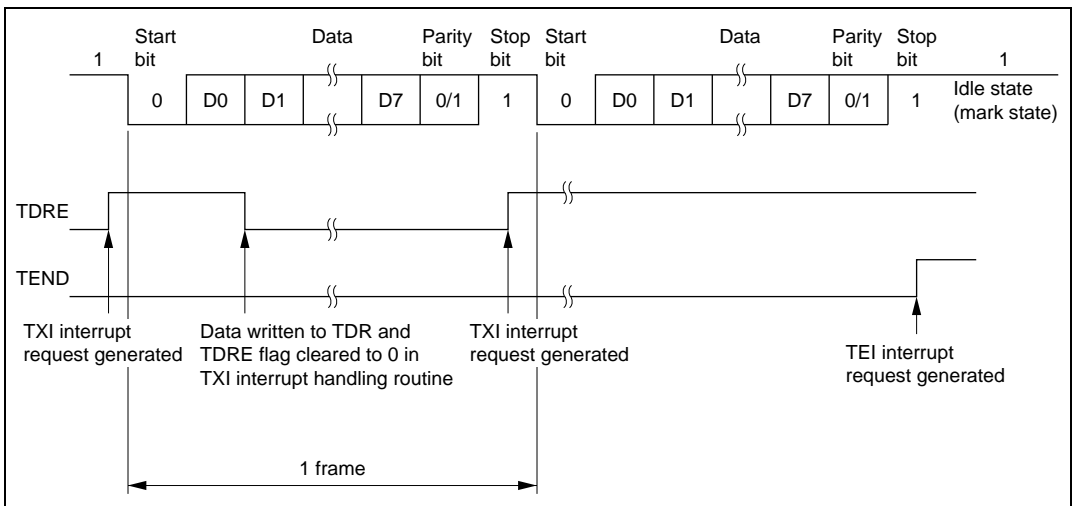 Start Data Parity Stop Start Data Parity Stop
1 bit bit bit bit bit bit 1
0 D0 D1 D7 0/1 1 0 D0 D1 D7 0/1 1 Idle state
(mark state)
TDRE
TEND
TXI interrupt Data written to TDR and TXI interrupt
request generated TDRE flag cleared to 0 in request generated TEI interrupt
TXI interrupt handling routine request generated
1 frame